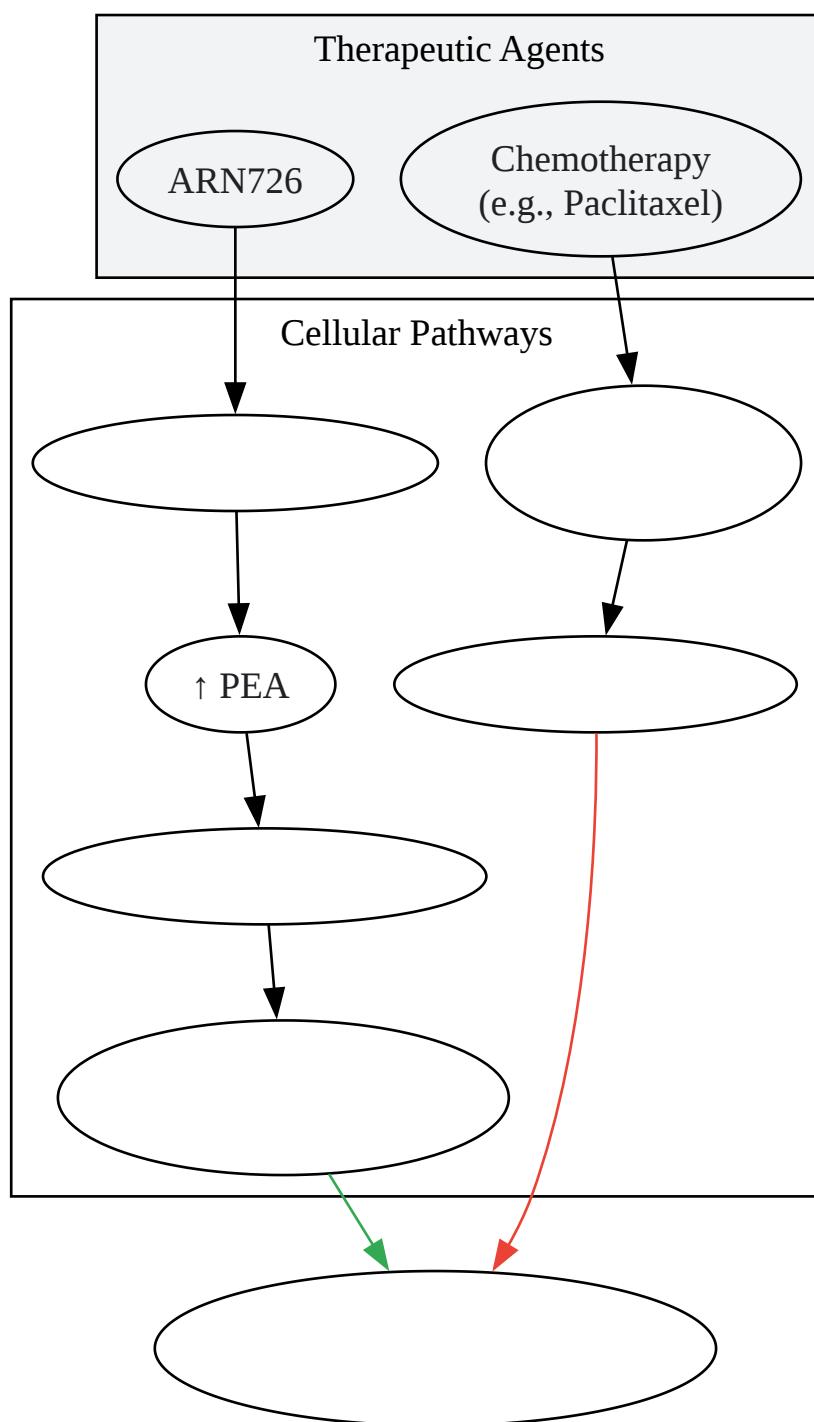 Therapeutic Agents
ARN726
Chemotherapy
(e.g., Paclitaxel)
Cellular Pathways
↑ PEA